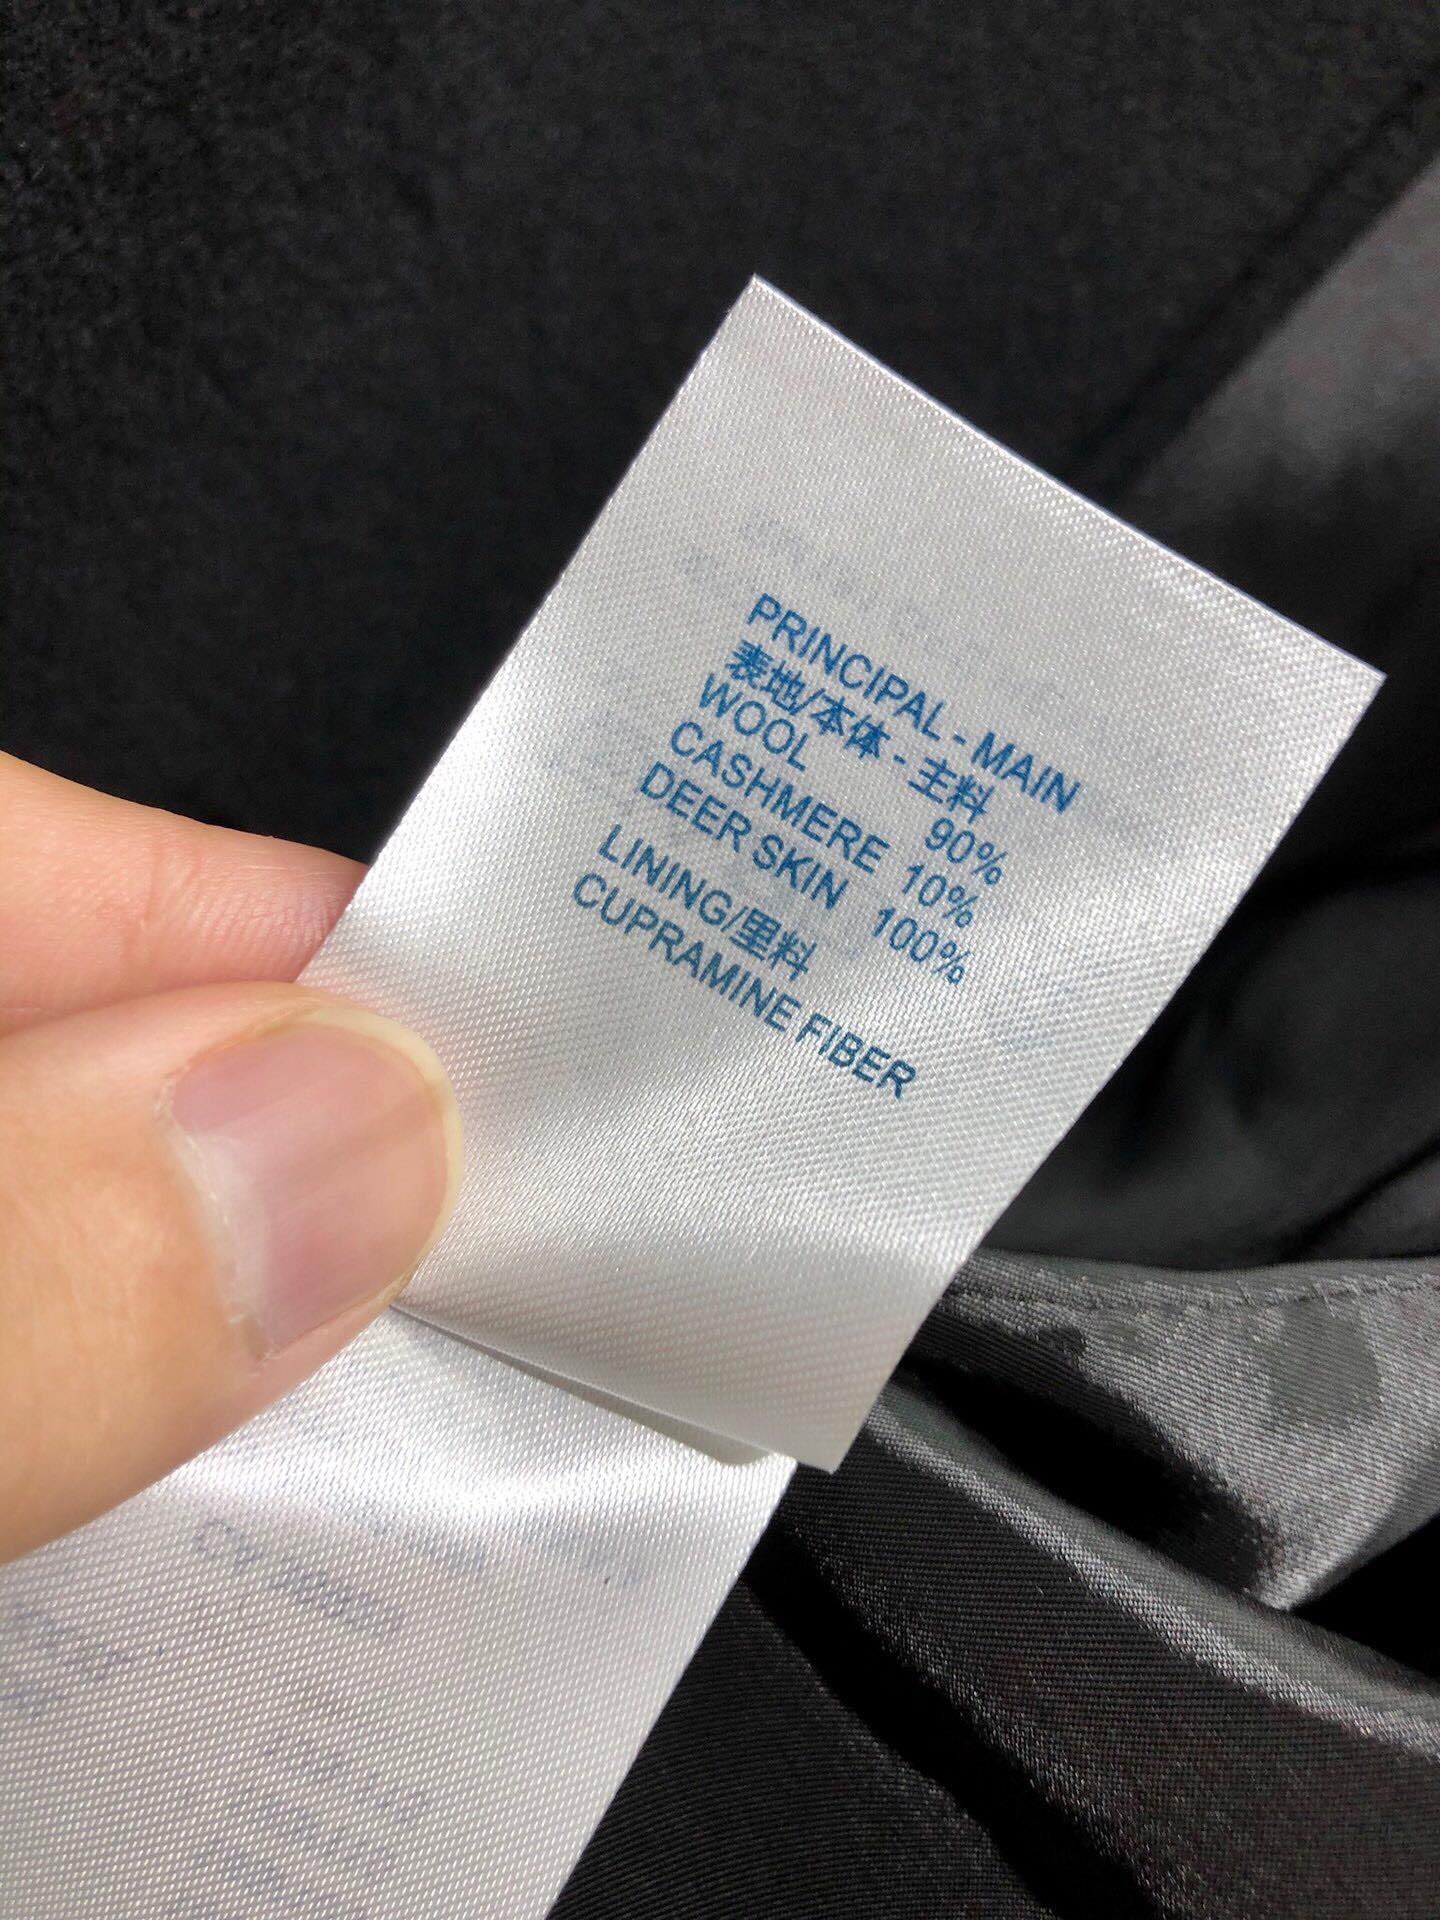 PRINCIPAL - MAIN
表地/本体 - 主料
WOOL 90%
CASHMERE 10%
DEER SKIN 100%
LINING/里料
CUPRAMINE FIBER